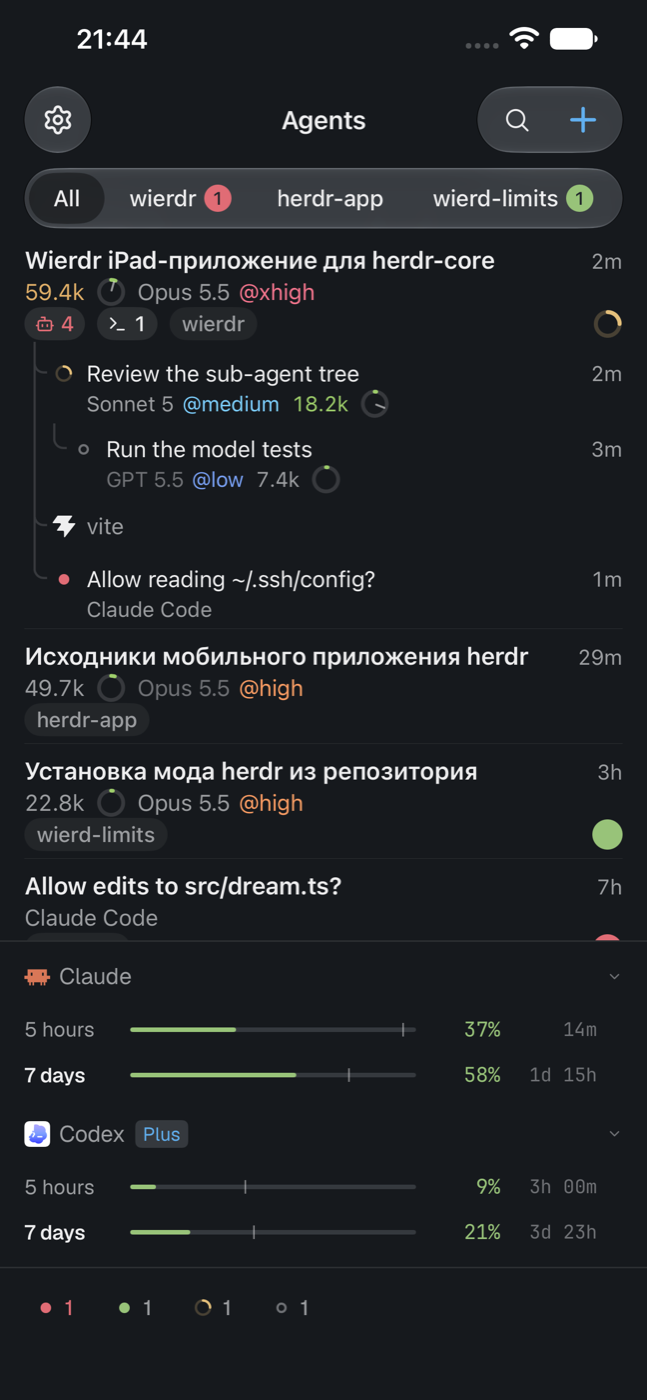 21:44
Agents
All wierdr 1 herdr-app wierd-limits 1
Wierdr iPad-приложение для herdr-core 2m
59.4k Opus 5.5 @xhigh
4 >_ 1 wierdr
Review the sub-agent tree 2m
Sonnet 5 @medium 18.2k
Run the model tests 3m
GPT 5.5 @low 7.4k
vite
Allow reading ~/.ssh/config? 1m
Claude Code
Исходники мобильного приложения herdr 29m
49.7k Opus 5.5 @high
herdr-app
Установка мода herdr из репозитория 3h
22.8k Opus 5.5 @high
wierd-limits
Allow edits to src/dream.ts? 7h
Claude Code
Claude
5 hours 37% 14m
7 days 58% 1d 15h
Codex Plus
5 hours 9% 3h 00m
7 days 21% 3d 23h
1 1 1 1